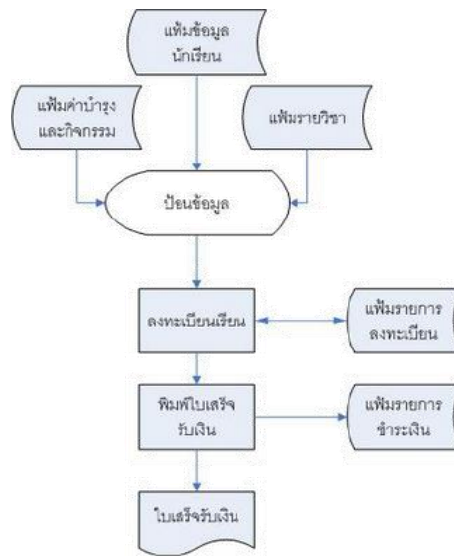 แฟ้มข้อมูล
นักเรียน
แฟ้มค่าบำรุง
และกิจกรรม
แฟ้มรายวิชา
ป้อนข้อมูล
ลงทะเบียนเรียน
แฟ้มรายการ
ลงทะเบียน
พิมพ์ใบเสร็จ
รับเงิน
แฟ้มรายการ
ชำระเงิน
ใบเสร็จรับเงิน